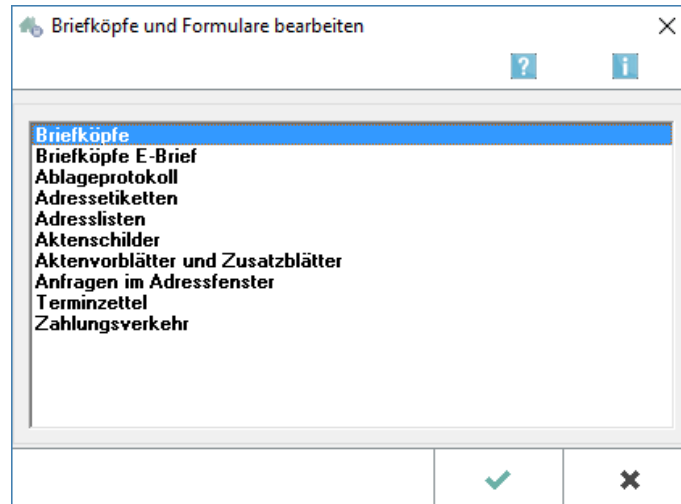 Briefköpfe und Formulare bearbeiten
?
i
Briefköpfe
Briefköpfe E-Brief
Ablageprotokoll
Adressetiketten
Adresslisten
Aktenschilder
Aktenvorblätter und Zusatzblätter
Anfragen im Adressfenster
Terminzettel
Zahlungsverkehr